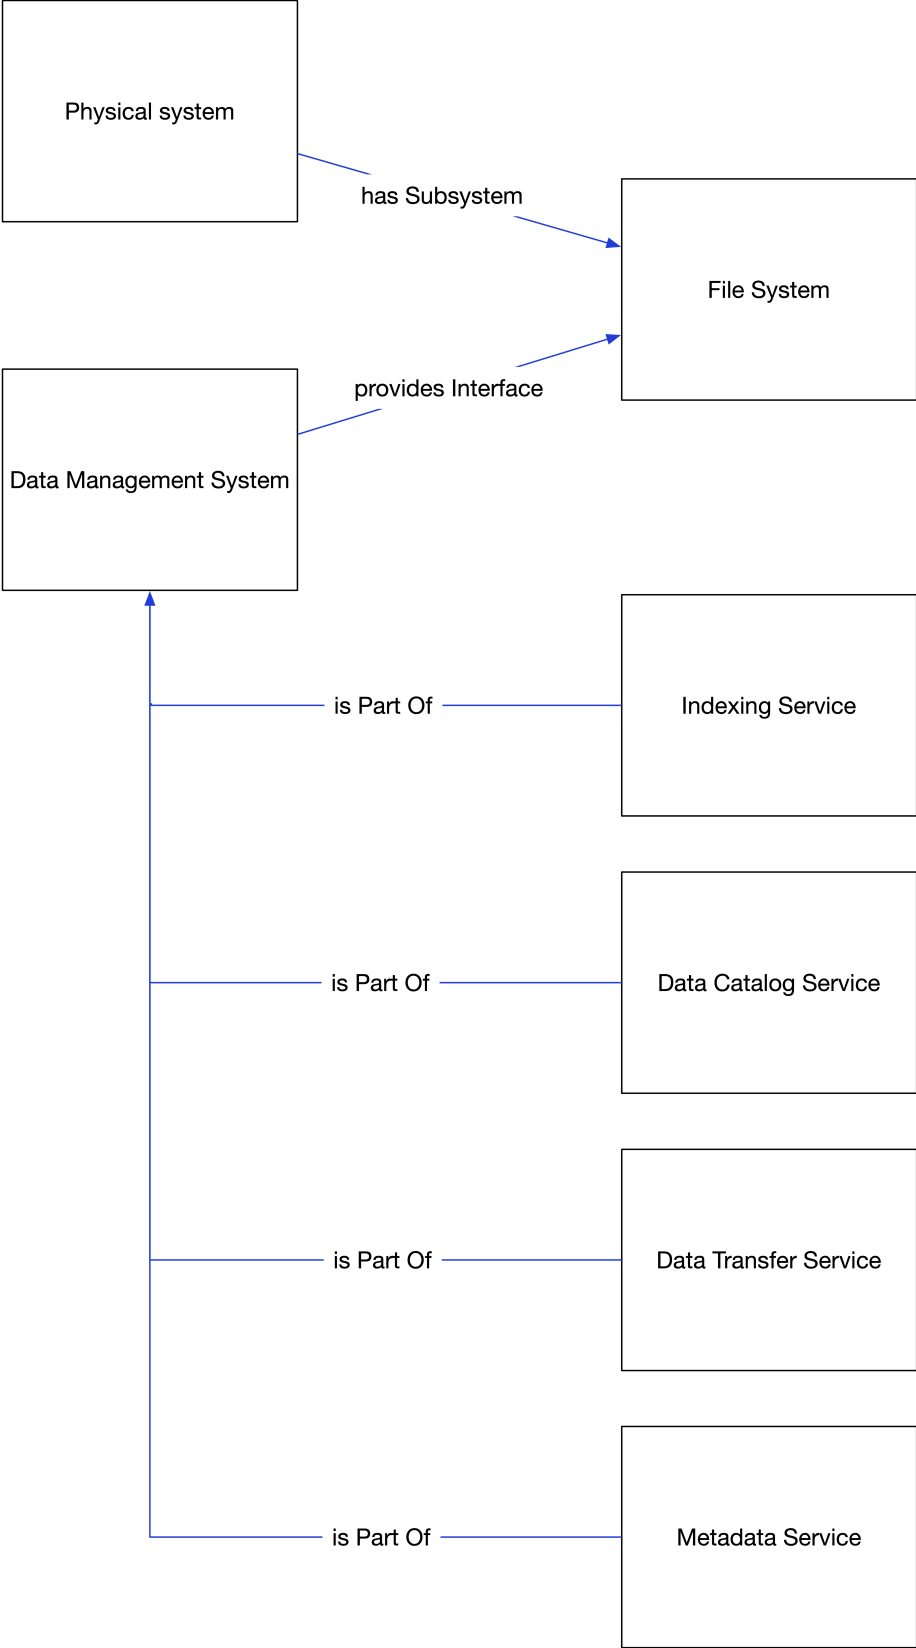 Physical system
has Subsystem
File System
provides Interface
Data Management System
is Part Of
Indexing Service
is Part Of
Data Catalog Service
is Part Of
Data Transfer Service
is Part Of
Metadata Service